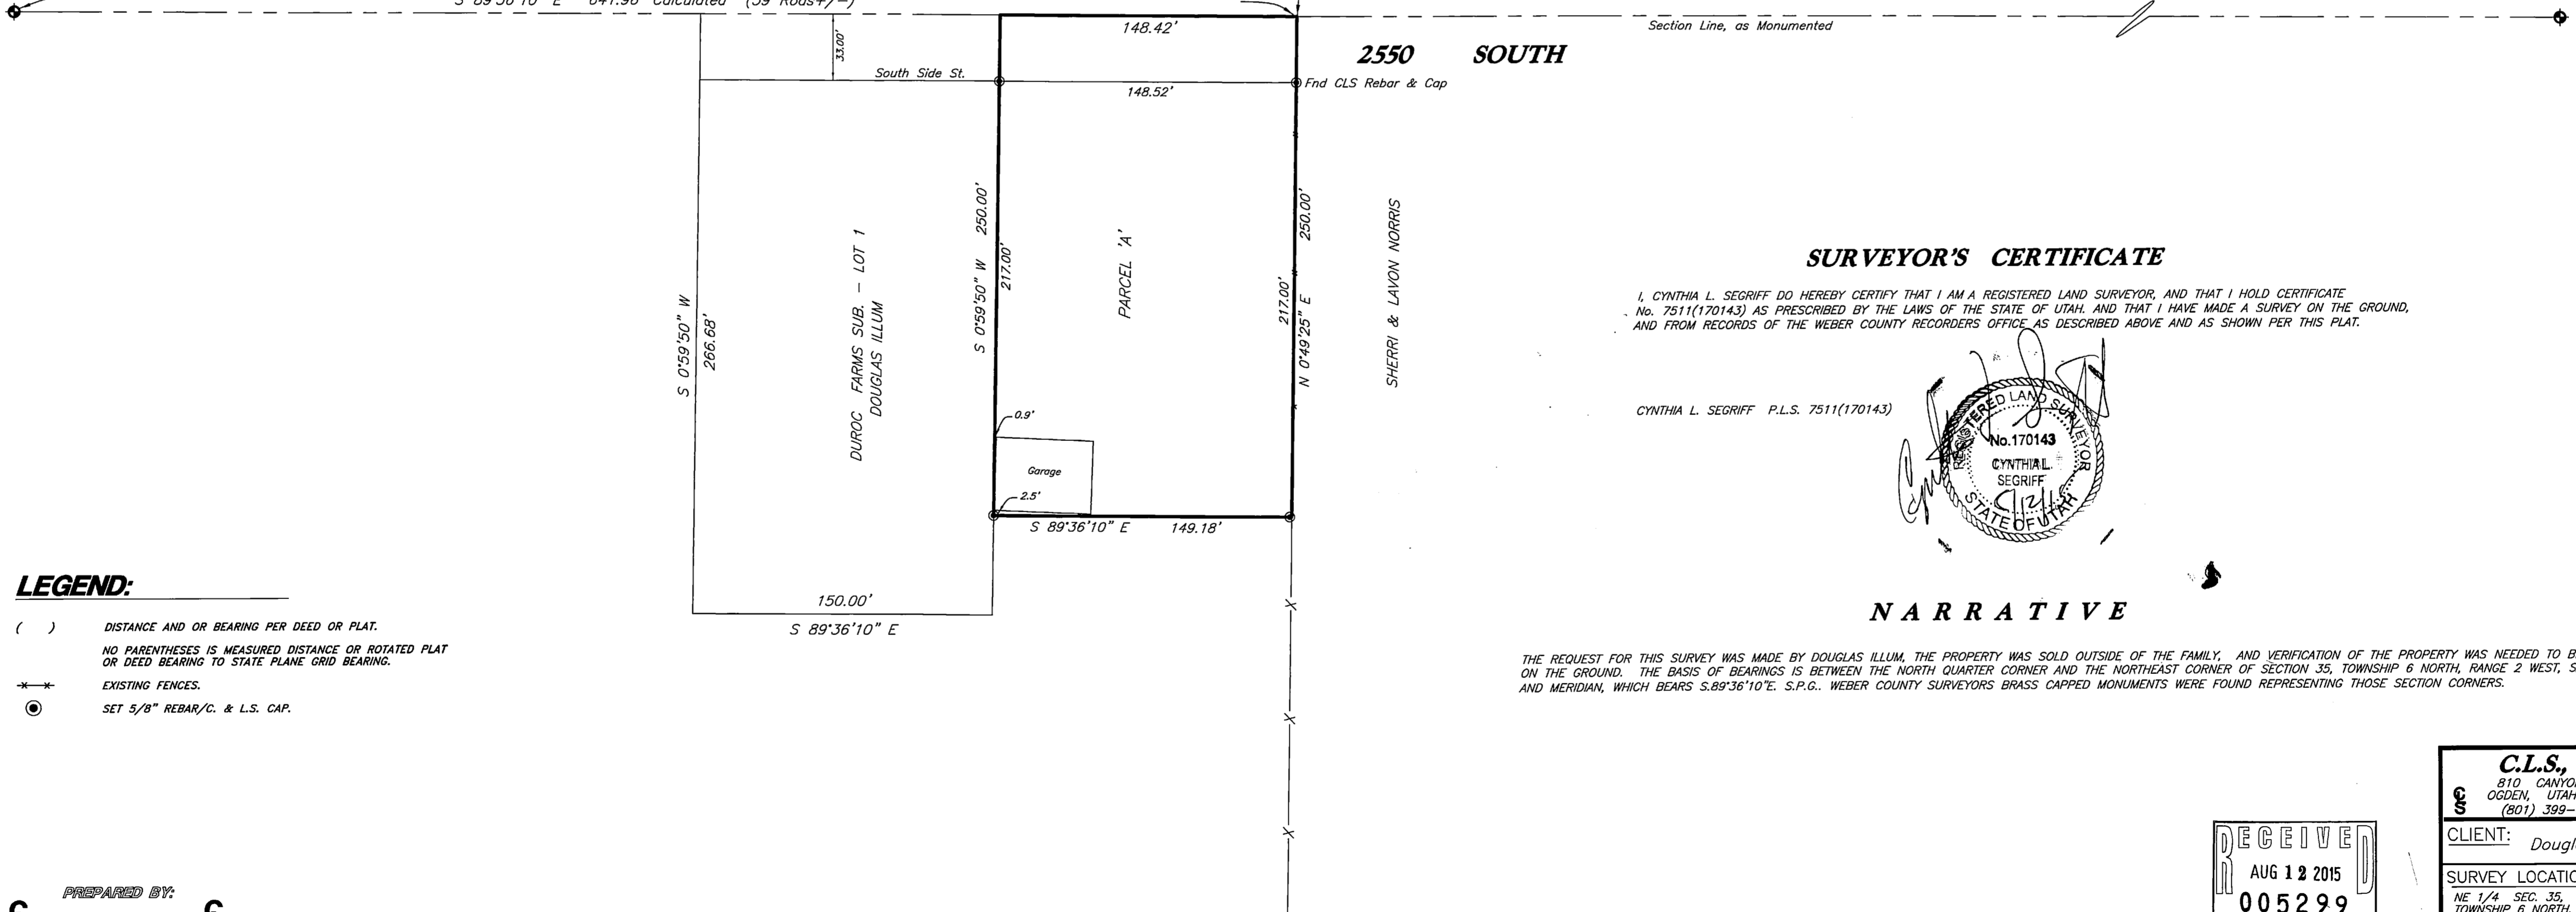 S 89°36'10" E 641.96' Calculated (39 Rods+/-)
148.42'
Section Line, as Monumented
33.00'
2550 SOUTH
South Side St.
148.52'
Fnd CLS Rebar & Cap
S 0°59'50" W
266.68'
DUROC FARMS SUB. - LOT 1
DOUGLAS ILLUM
S 0°59'50" W 250.00'
217.00'
PARCEL 'A'
217.00'
N 0°49'25" E 250.00'
SHERRI & LAVON NORRIS
0.9'
Garage
2.5'
S 89°36'10" E 149.18'
150.00'
S 89°36'10" E
SURVEYOR'S CERTIFICATE
I, CYNTHIA L. SEGRIFF DO HEREBY CERTIFY THAT I AM A REGISTERED LAND SURVEYOR, AND THAT I HOLD CERTIFICATE
No. 7511(170143) AS PRESCRIBED BY THE LAWS OF THE STATE OF UTAH. AND THAT I HAVE MADE A SURVEY ON THE GROUND,
AND FROM RECORDS OF THE WEBER COUNTY RECORDERS OFFICE AS DESCRIBED ABOVE AND AS SHOWN PER THIS PLAT.
CYNTHIA L. SEGRIFF P.L.S. 7511(170143)
REGISTERED LAND SURVEYOR
No.170143
CYNTHIA L.
SEGRIFF
STATE OF UTAH
LEGEND:
( ) DISTANCE AND OR BEARING PER DEED OR PLAT.
NO PARENTHESES IS MEASURED DISTANCE OR ROTATED PLAT
OR DEED BEARING TO STATE PLANE GRID BEARING.
EXISTING FENCES.
SET 5/8" REBAR/C. & L.S. CAP.
NARRATIVE
THE REQUEST FOR THIS SURVEY WAS MADE BY DOUGLAS ILLUM, THE PROPERTY WAS SOLD OUTSIDE OF THE FAMILY, AND VERIFICATION OF THE PROPERTY WAS NEEDED TO B
ON THE GROUND. THE BASIS OF BEARINGS IS BETWEEN THE NORTH QUARTER CORNER AND THE NORTHEAST CORNER OF SECTION 35, TOWNSHIP 6 NORTH, RANGE 2 WEST, S
AND MERIDIAN, WHICH BEARS S.89°36'10"E. S.P.G.. WEBER COUNTY SURVEYORS BRASS CAPPED MONUMENTS WERE FOUND REPRESENTING THOSE SECTION CORNERS.
C.L.S.,
810 CANYO
OGDEN, UTAH
(801) 399-
CLIENT: Dougl
SURVEY LOCATIO
NE 1/4 SEC. 35,
TOWNSHIP 6 NORTH,
RECEIVED
AUG 12 2015
005299
PREPARED BY: